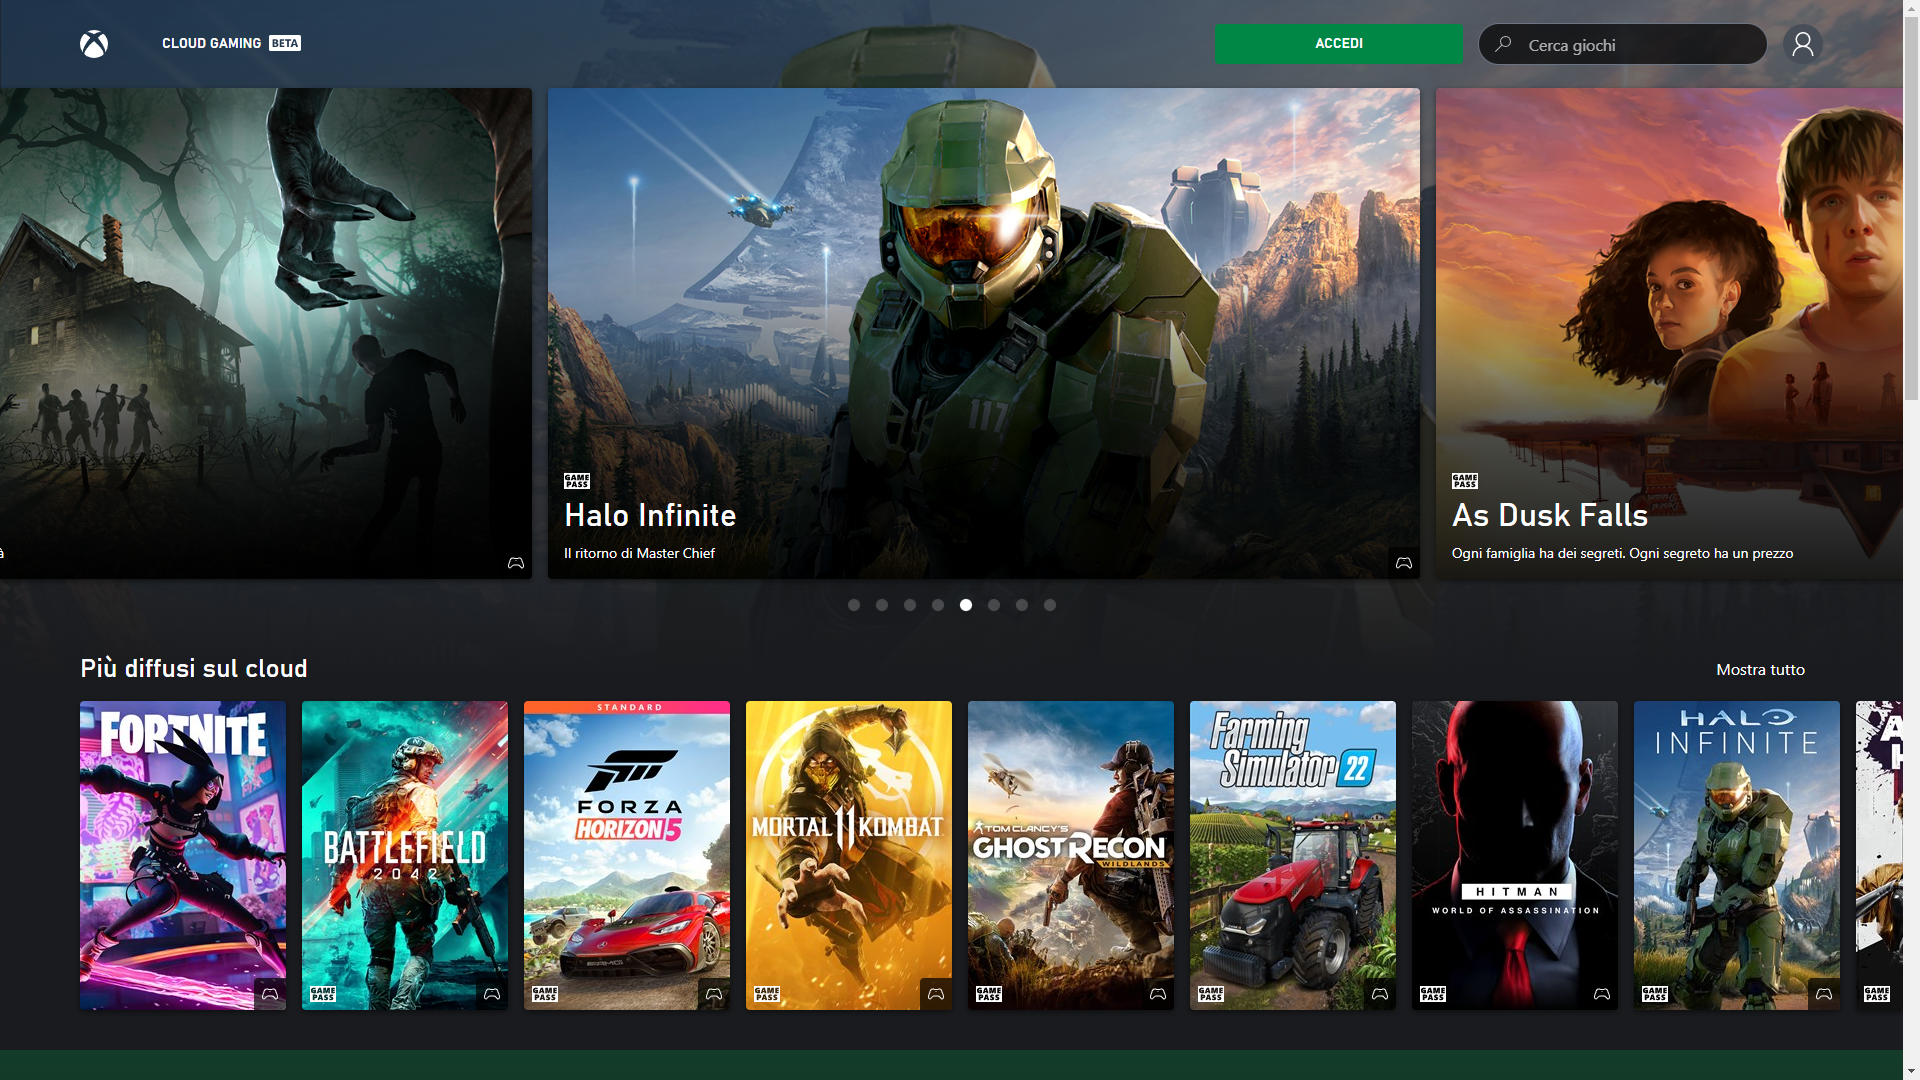 CLOUD GAMING BETA
ACCEDI
Cerca giochi
à
117
GAME PASS
Halo Infinite
Il ritorno di Master Chief
GAME PASS
As Dusk Falls
Ogni famiglia ha dei segreti. Ogni segreto ha un prezzo
Più diffusi sul cloud
Mostra tutto
FORTNITE
BATTLEFIELD
2042
GAME PASS
STANDARD
FORZA
HORIZON 5
GAME PASS
MORTAL 11 KOMBAT
GAME PASS
TOM CLANCY'S
GHOST RECON
WILDLANDS
GAME PASS
Farming
Simulator 22
GAME PASS
HITMAN
WORLD OF ASSASSINATION
GAME PASS
HALO
INFINITE
GAME PASS
GAME PASS